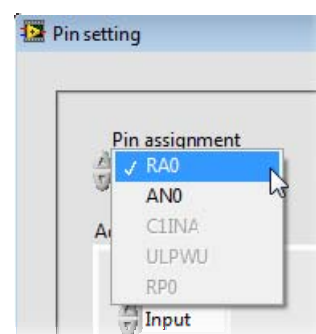 Pin setting
Pin assignment
✓ RA0
AN0
C1INA
ULPWU
RP0
Input